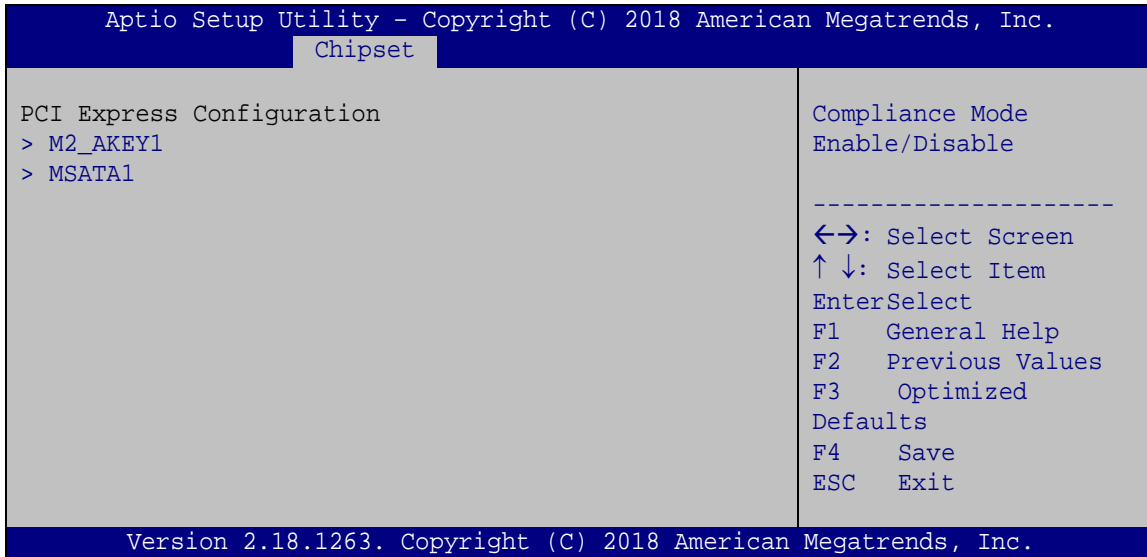 Aptio Setup Utility – Copyright (C) 2018 American Megatrends, Inc.
Chipset
PCI Express Configuration
> M2_AKEY1
> MSATA1
Compliance Mode
Enable/Disable
---------------------
←→: Select Screen
↑ ↓: Select Item
EnterSelect
F1 General Help
F2 Previous Values
F3 Optimized
Defaults
F4 Save
ESC Exit
Version 2.18.1263. Copyright (C) 2018 American Megatrends, Inc.